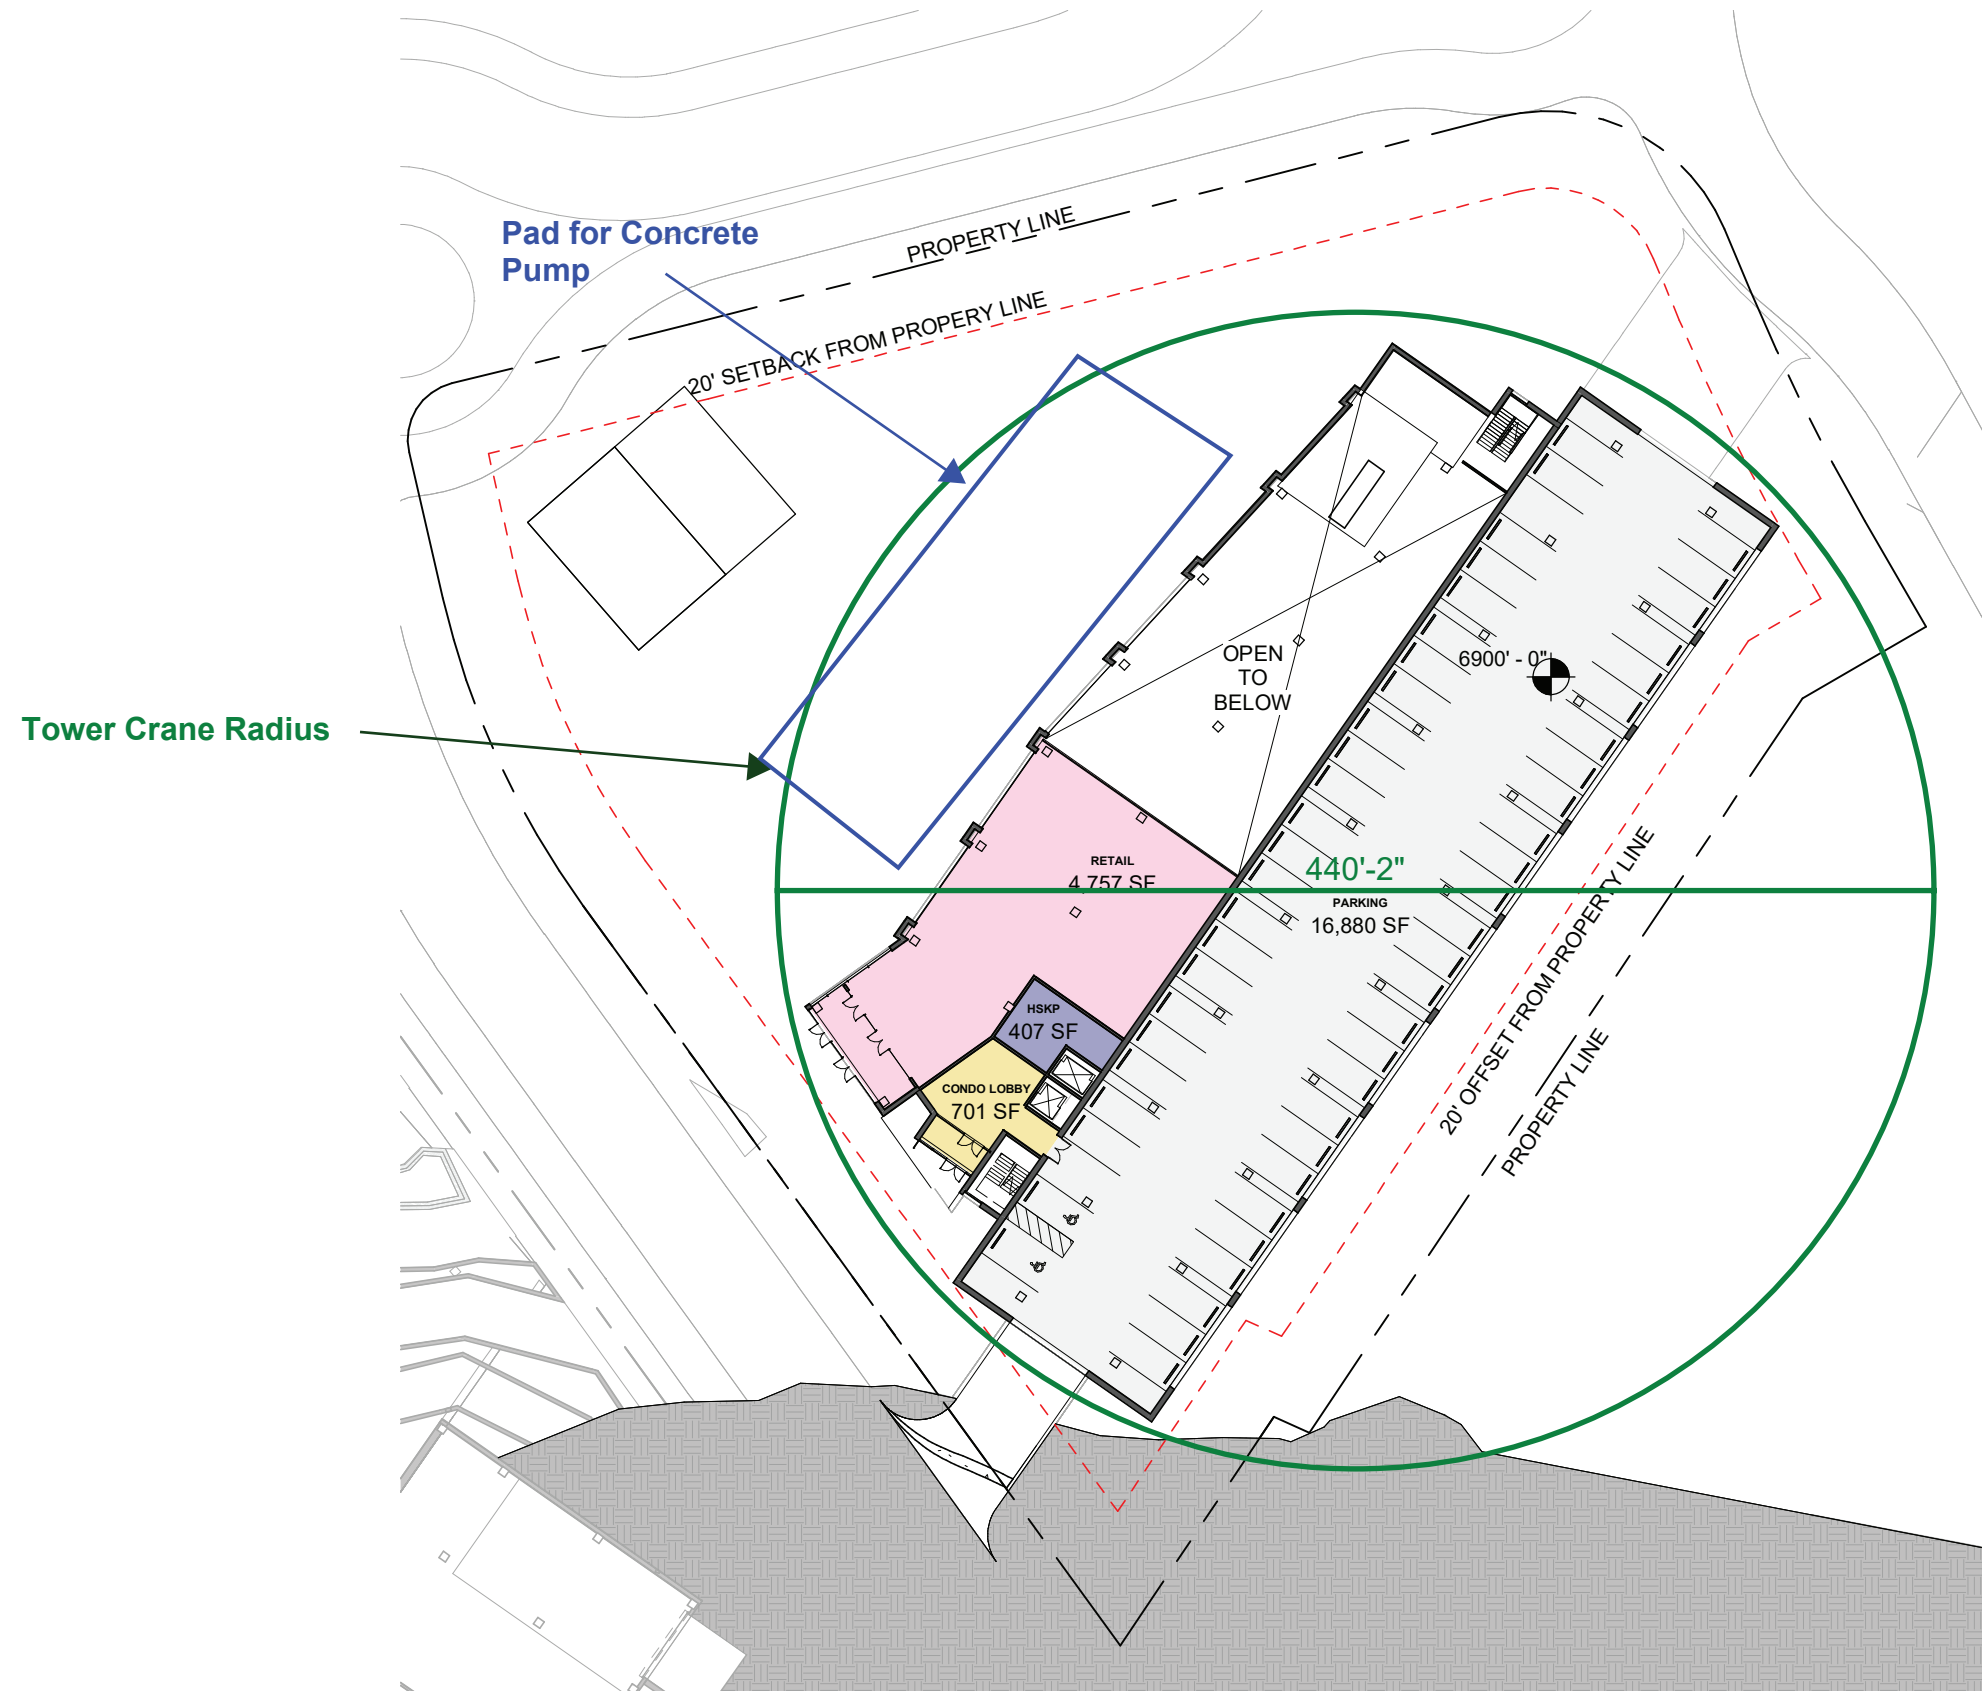 Pad for Concrete
Pump
PROPERTY LINE
20' SETBACK FROM PROPERY LINE
Tower Crane Radius
OPEN
TO
BELOW
6900' - 0"
RETAIL
4,757 SF
440'-2"
PARKING
16,880 SF
HSKP
407 SF
CONDO LOBBY
701 SF
20' OFFSET FROM PROPERTY LINE
PROPERTY LINE